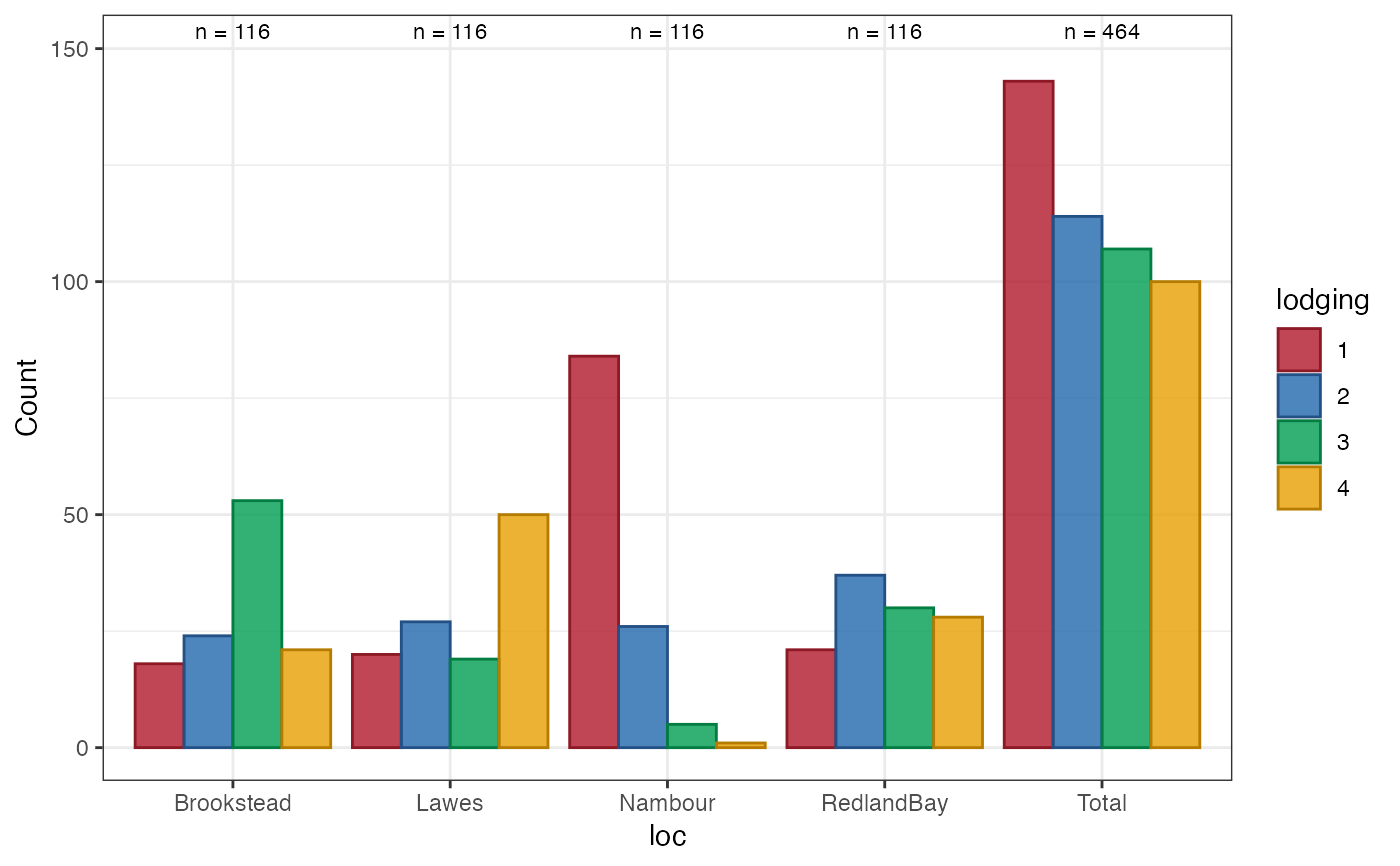 n = 116 n = 116 n = 116 n = 116 n = 464
150
100
50
0
Count
Brookstead Lawes Nambour RedlandBay Total
loc
lodging
1
2
3
4